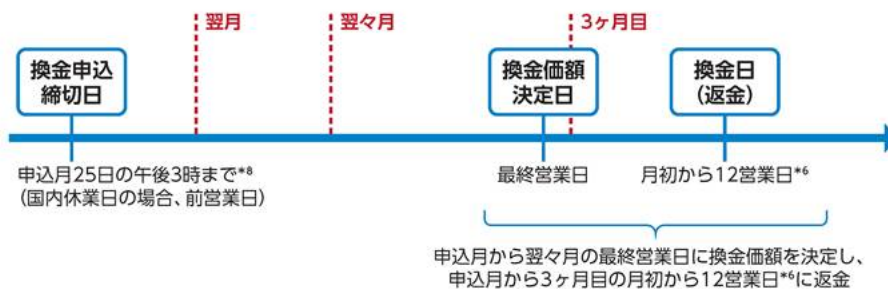 翌月
翌々月
3ヶ月目
換金申込
締切日
換金価額
決定日
換金日
(返金)
申込月25日の午後3時まで*8
(国内休業日の場合、前営業日)
最終営業日
月初から12営業日*6
申込月から翌々月の最終営業日に換金価額を決定し、
申込月から3ヶ月目の月初から12営業日*6に返金